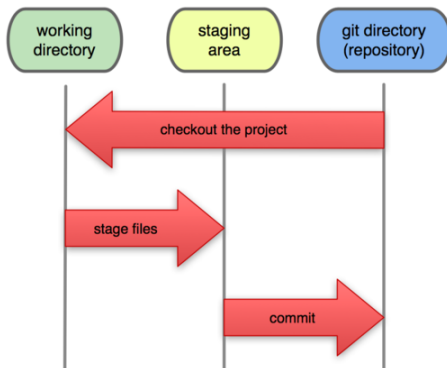 working
directory
staging
area
git directory
(repository)
checkout the project
stage files
commit